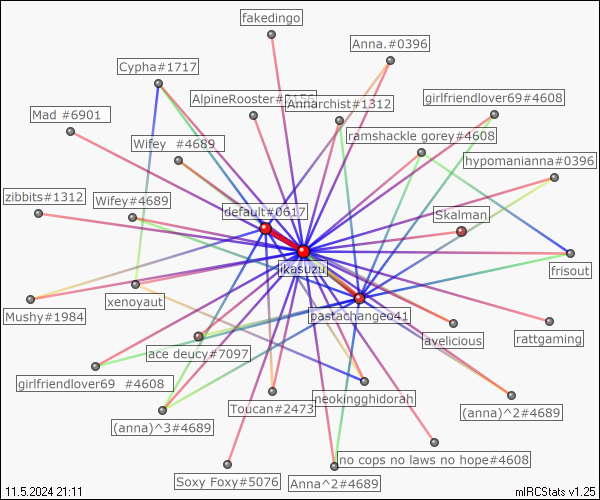 fakedingo
Anna.#0396
Cypha#1717
AlpineRooster#
Annarchist#1312
girlfriendlover69#4608
Mad #6901
ramshackle gorey#4608
Wifey  #4689
hypomanianna#0396
zibbits#1312
Wifey#4689
default#0617
Skalman
ikasuzu
frisout
xenoyaut
Mushy#1984
pastachangeo41
rattgaming
ace deucy#7097
lavelicious
girlfriendlover69  #4608
neokingghidorah
Toucan#2473
(anna)^2#4689
(anna)^3#4689
no cops no laws no hope#4608
Soxy Foxy#5076
Anna^2#4689
11.5.2024 21:11
mIRCStats v1.25